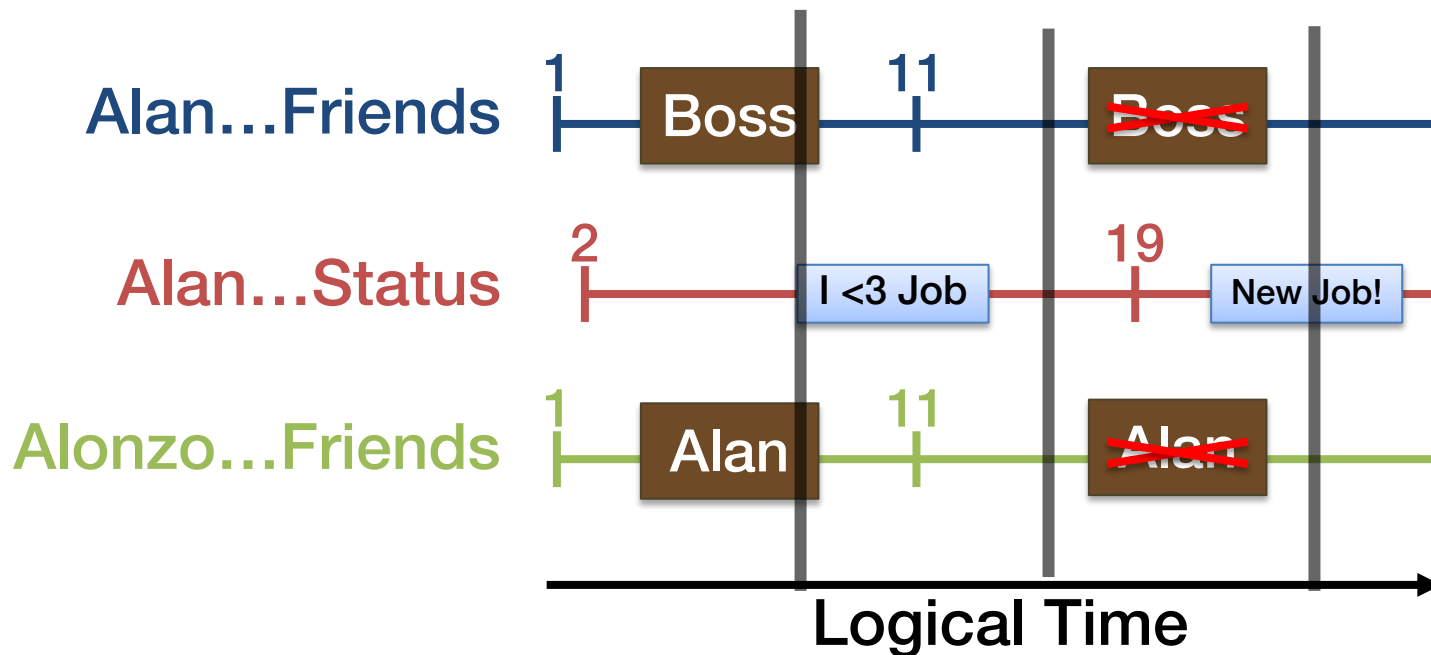 1 11
Alan...Friends Boss Boss
2 19
Alan...Status I <3 Job New Job!
1 11
Alonzo...Friends Alan Alan
Logical Time